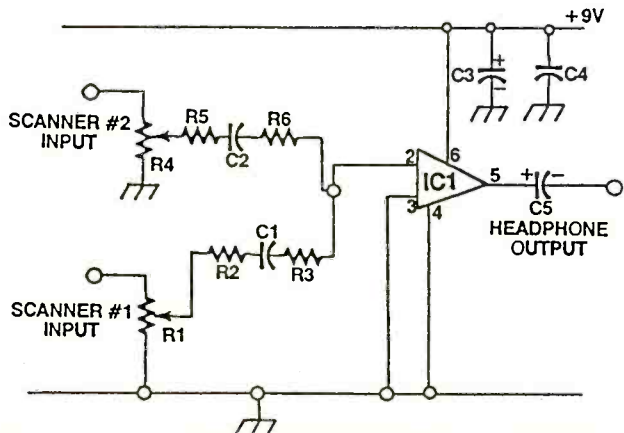 +9V
C3
+
-
C4
SCANNER #2
INPUT
R4
R5
C2
R6
2
3
IC1
6
4
5
+
-
C5
HEADPHONE
OUTPUT
C1
R2
R3
SCANNER #1
INPUT
R1